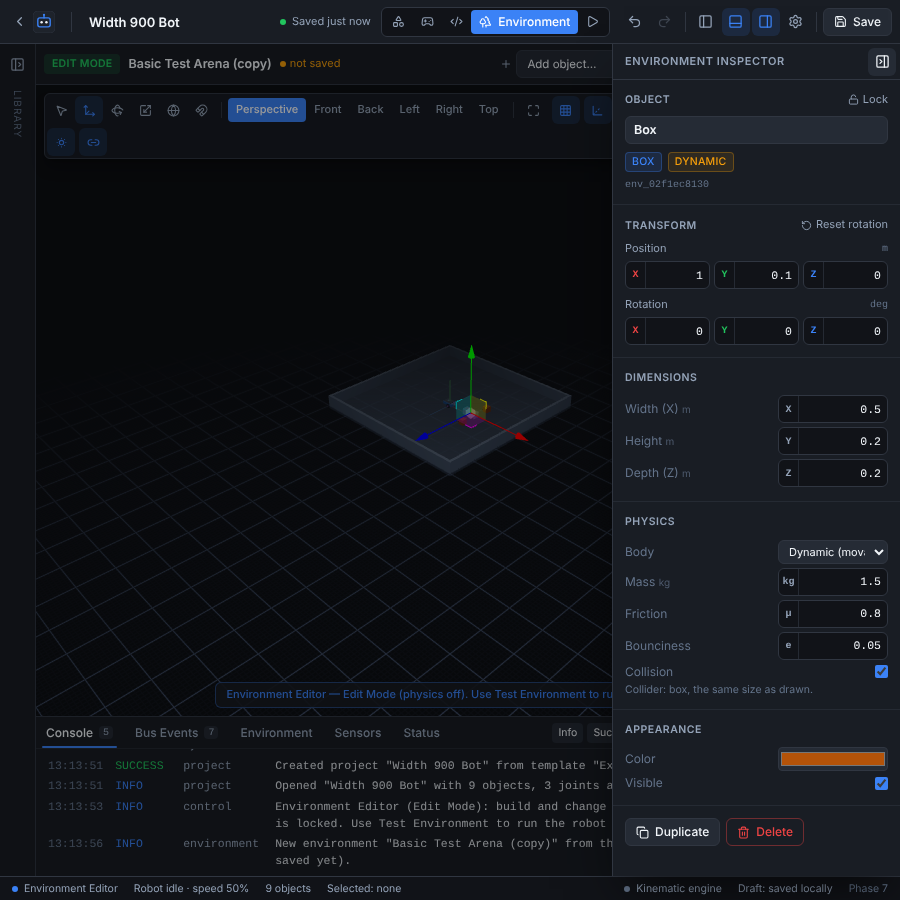 Width 900 Bot
Saved just now
Environment
Save
EDIT MODE
Basic Test Arena (copy)
not saved
Add object...
LIBRARY
Perspective
Front
Back
Left
Right
Top
Environment Editor — Edit Mode (physics off). Use Test Environment to ru
Console 5
Bus Events 7
Environment
Sensors
Status
Info
Suc
13:13:51 SUCCESS project Created project "Width 900 Bot" from template "Ex
13:13:51 INFO project Opened "Width 900 Bot" with 9 objects, 3 joints a
13:13:53 INFO control Environment Editor (Edit Mode): build and change
is locked. Use Test Environment to run the robot
13:13:56 INFO environment New environment "Basic Test Arena (copy)" from th
saved yet).
ENVIRONMENT INSPECTOR
OBJECT
Lock
Box
BOX DYNAMIC
env_02f1ec8130
TRANSFORM
Reset rotation
Position m
X 1 Y 0.1 Z 0
Rotation deg
X 0 Y 0 Z 0
DIMENSIONS
Width (X) m X 0.5
Height m Y 0.2
Depth (Z) m Z 0.2
PHYSICS
Body Dynamic (mova
Mass kg kg 1.5
Friction μ 0.8
Bounciness e 0.05
Collision
Collider: box, the same size as drawn.
APPEARANCE
Color
Visible
Duplicate
Delete
Environment Editor
Robot idle · speed 50%
9 objects
Selected: none
Kinematic engine
Draft: saved locally
Phase 7